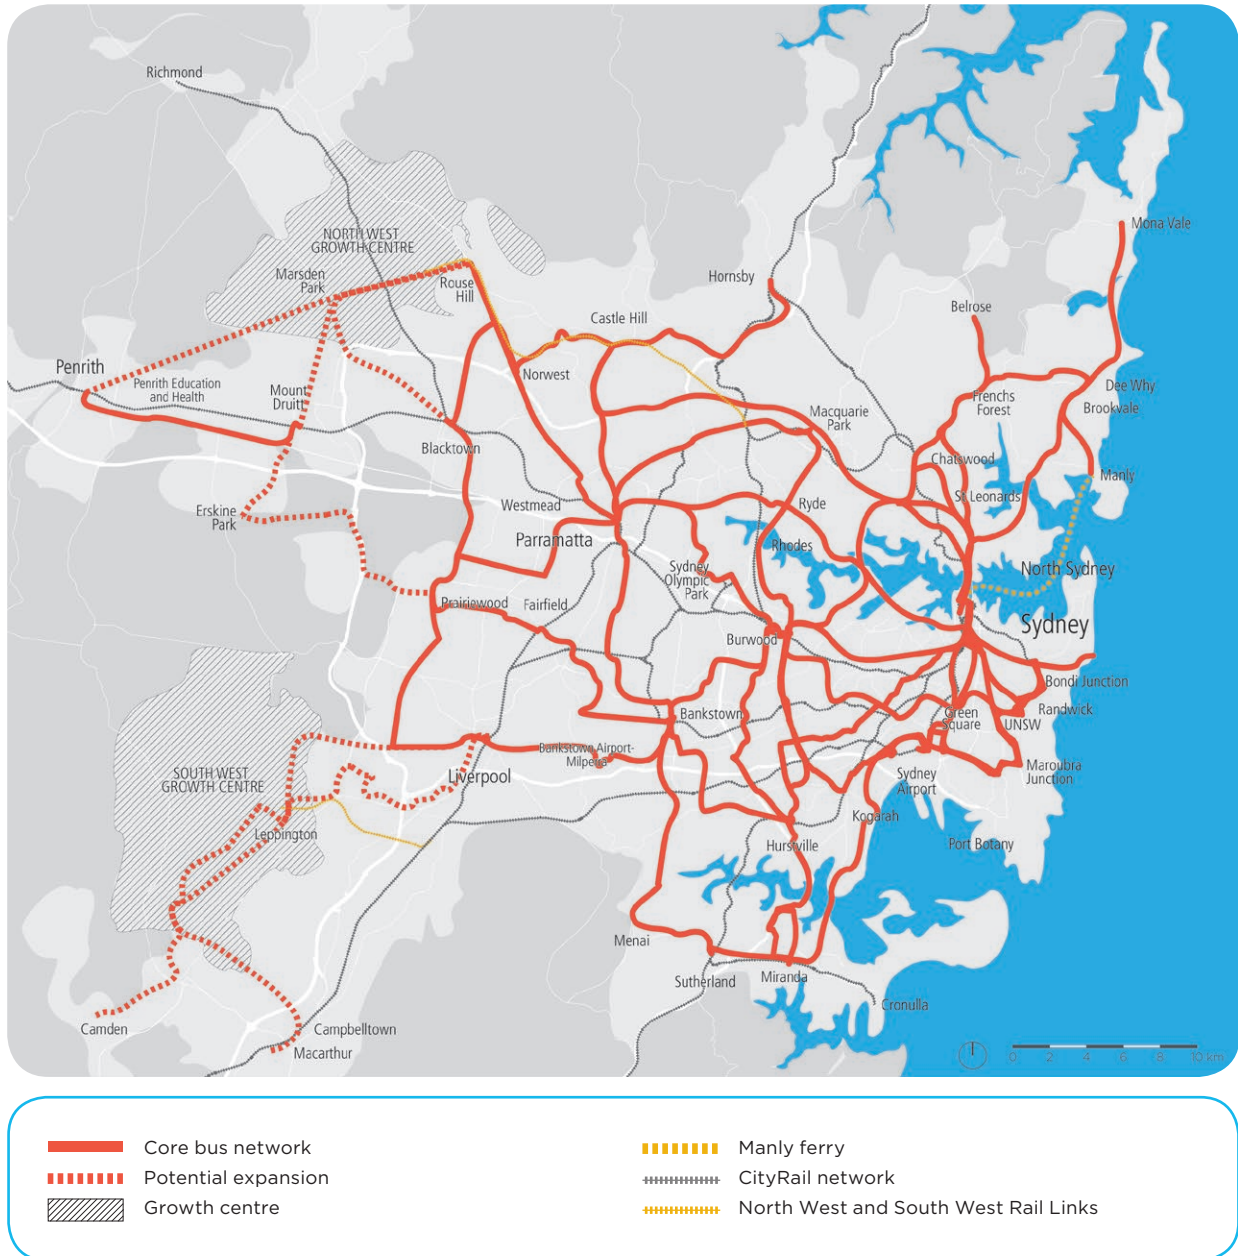 Richmond
NORTH WEST
GROWTH CENTRE
Marsden
Park
Rouse
Hill
Hornsby
Mona Vale
Belrose
Castle Hill
Penrith
Penrith Education
and Health
Mount
Druitt
Norwest
Dee Why
Frenchs
Forest
Brookvale
Macquarie
Park
Blacktown
Chatswood
Manly
St Leonards
Erskine
Park
Westmead
Ryde
Parramatta
Rhodes
Sydney
Olympic
Park
North Sydney
Prairiewood
Fairfield
Burwood
Sydney
Bondi Junction
Bankstown
Green
Square
Randwick
UNSW
Bankstown Airport-
Milperra
SOUTH WEST
GROWTH CENTRE
Liverpool
Sydney
Airport
Maroubra
Junction
Leppington
Kogarah
Hurstville
Port Botany
Menai
Sutherland
Miranda
Cronulla
Camden
Campbelltown
Macarthur
0 2 4 6 8 10 km
Core bus network
Potential expansion
Growth centre
Manly ferry
CityRail network
North West and South West Rail Links